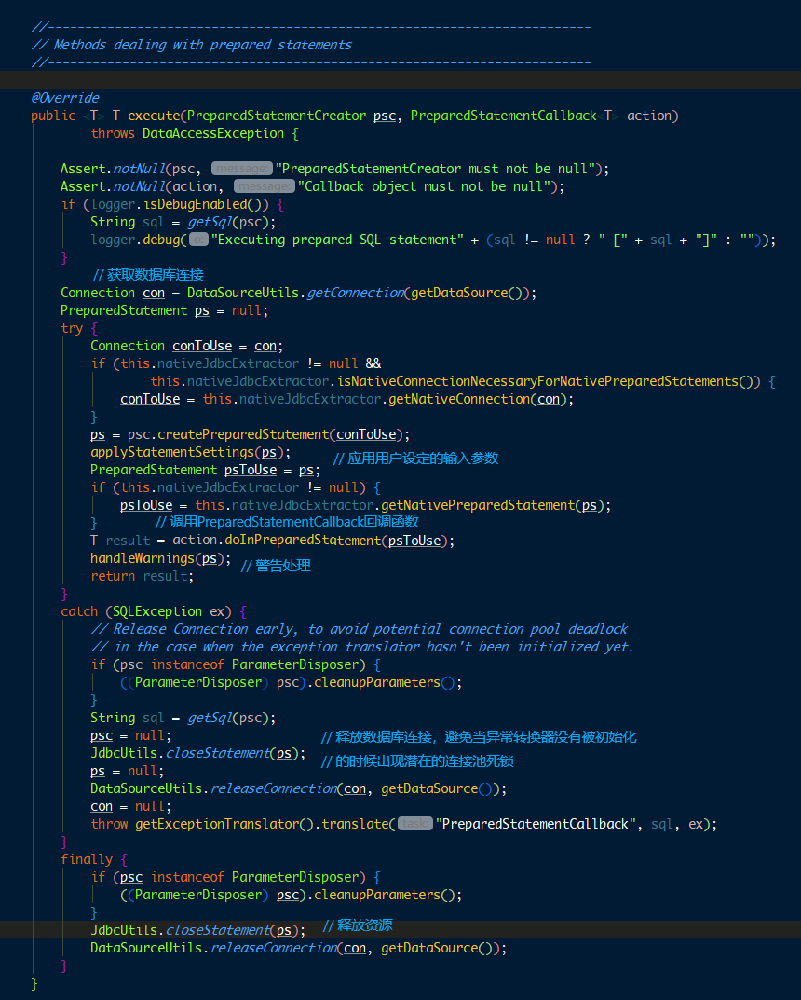 //--------------------------------------------------------------------------
// Methods dealing with prepared statements
//--------------------------------------------------------------------------
@Override
public <T> T execute(PreparedStatementCreator psc, PreparedStatementCallback<T> action)
throws DataAccessException {
Assert.notNull(psc, message: "PreparedStatementCreator must not be null");
Assert.notNull(action, message: "Callback object must not be null");
if (logger.isDebugEnabled()) {
String sql = getSql(psc);
logger.debug( o: "Executing prepared SQL statement" + (sql != null ? " [" + sql + "]" : ""));
}
// 获取数据库连接
Connection con = DataSourceUtils.getConnection(getDataSource());
PreparedStatement ps = null;
try {
Connection conToUse = con;
if (this.nativeJdbcExtractor != null &&
this.nativeJdbcExtractor.isNativeConnectionNecessaryForNativePreparedStatements()) {
conToUse = this.nativeJdbcExtractor.getNativeConnection(con);
}
ps = psc.createPreparedStatement(conToUse);
applyStatementSettings(ps); // 应用用户设定的输入参数
PreparedStatement psToUse = ps;
if (this.nativeJdbcExtractor != null) {
psToUse = this.nativeJdbcExtractor.getNativePreparedStatement(ps);
} // 调用PreparedStatementCallback回调函数
T result = action.doInPreparedStatement(psToUse);
handleWarnings(ps); // 警告处理
return result;
}
catch (SQLException ex) {
// Release Connection early, to avoid potential connection pool deadlock
// in the case when the exception translator hasn't been initialized yet.
if (psc instanceof ParameterDisposer) {
((ParameterDisposer) psc).cleanupParameters();
}
String sql = getSql(psc);
psc = null; // 释放数据库连接，避免当异常转换器没有被初始化
JdbcUtils.closeStatement(ps); // 的时候出现潜在的连接池死锁
ps = null;
DataSourceUtils.releaseConnection(con, getDataSource());
con = null;
throw getExceptionTranslator().translate( task: "PreparedStatementCallback", sql, ex);
}
finally {
if (psc instanceof ParameterDisposer) {
((ParameterDisposer) psc).cleanupParameters();
}
JdbcUtils.closeStatement(ps); // 释放资源
DataSourceUtils.releaseConnection(con, getDataSource());
}
}